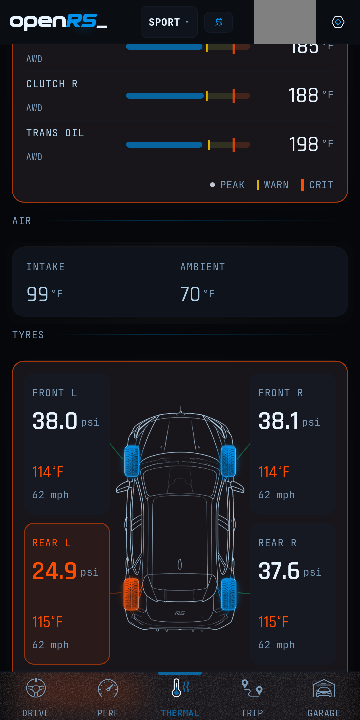 openRS_
SPORT
185 °F
AWD
CLUTCH R
188 °F
AWD
TRANS OIL
198 °F
AWD
PEAK WARN CRIT
AIR
INTAKE AMBIENT
99 °F 70 °F
TYRES
FRONT L FRONT R
38.0 psi 38.1 psi
114°F 114°F
62 mph 62 mph
REAR L REAR R
24.9 psi 37.6 psi
RS
115°F 115°F
62 mph 62 mph
DRIVE PERF THERMAL TRIP GARAGE